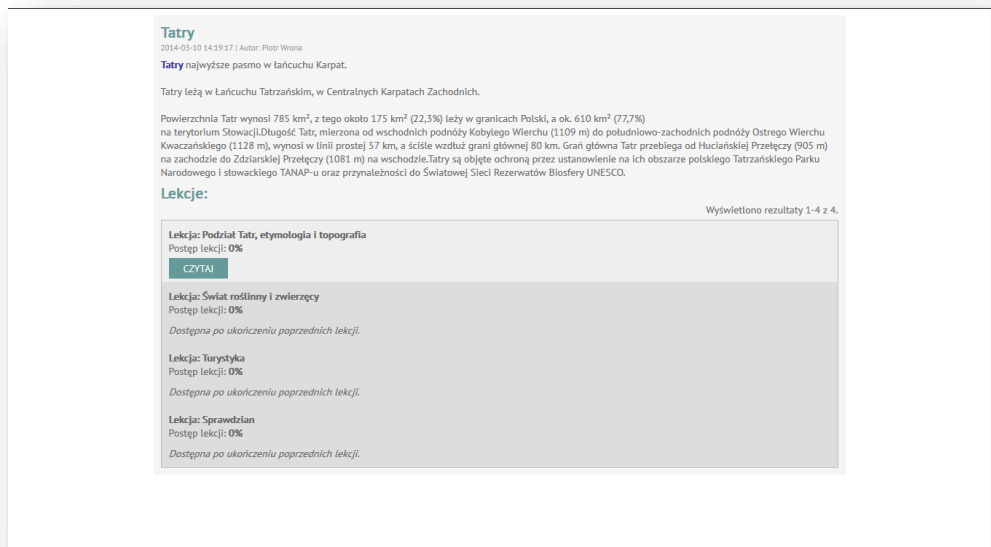 Tatry
2014-03-10 14:19:17 | Autor: Piotr Wrona
Tatry najwyższe pasmo w łańcuchu Karpat.
Tatry leżą w Łańcuchu Tatrzańskim, w Centralnych Karpatach Zachodnich.
Powierzchnia Tatr wynosi 785 km², z tego około 175 km² (22,3%) leży w granicach Polski, a ok. 610 km² (77,7%)
na terytorium Słowacji.Długość Tatr, mierzona od wschodnich podnóży Kobylego Wierchu (1109 m) do południowo-zachodnich podnóży Ostrego Wierchu
Kwaczańskiego (1128 m), wynosi w linii prostej 57 km, a ściśle wzdłuż grani głównej 80 km. Grań główna Tatr przebiega od Huciańskiej Przełęczy (905 m)
na zachodzie do Zdziarskiej Przełęczy (1081 m) na wschodzie.Tatry są objęte ochroną przez ustanowienie na ich obszarze polskiego Tatrzańskiego Parku
Narodowego i słowackiego TANAP-u oraz przynależności do Światowej Sieci Rezerwatów Biosfery UNESCO.
Lekcje:
Wyświetlono rezultaty 1-4 z 4.
Lekcja: Podział Tatr, etymologia i topografia
Postęp lekcji: 0%
CZYTAJ
Lekcja: Świat roślinny i zwierzęcy
Postęp lekcji: 0%
Dostępna po ukończeniu poprzednich lekcji.
Lekcja: Turystyka
Postęp lekcji: 0%
Dostępna po ukończeniu poprzednich lekcji.
Lekcja: Sprawdzian
Postęp lekcji: 0%
Dostępna po ukończeniu poprzednich lekcji.